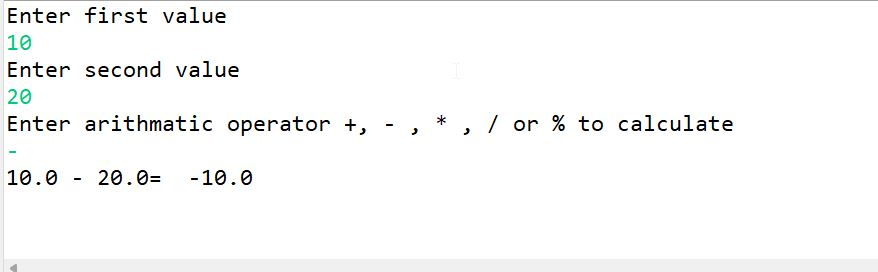 Enter first value
10
Enter second value
20
Enter arithmatic operator +, - , * , / or % to calculate
-
10.0 - 20.0=  -10.0